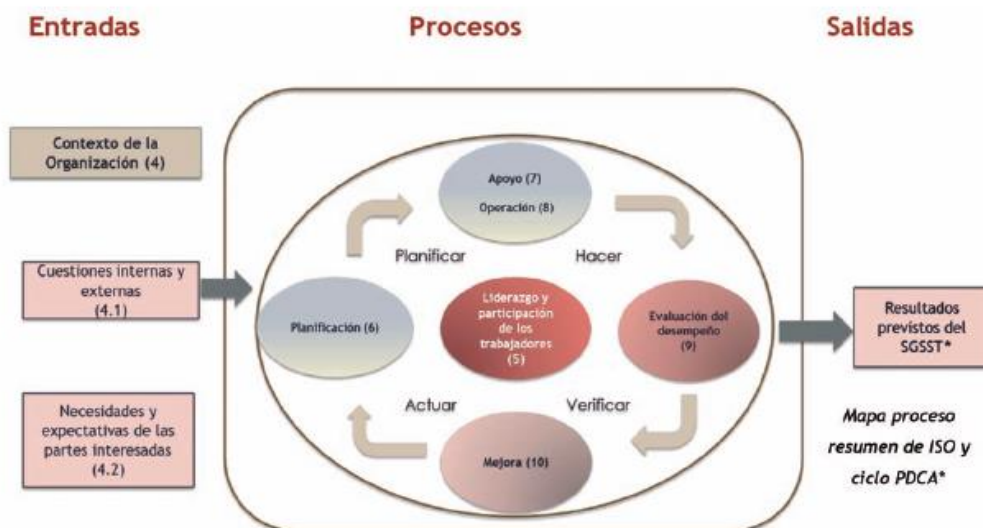 Entradas
Procesos
Salidas
Contexto de la
Organización (4)
Cuestiones internas y
externas
(4.1)
Necesidades y
expectativas de las
partes interesadas
(4.2)
Apoyo (7)
Operación (8)
Planificar
Hacer
Planificación (6)
Liderazgo y
participación
de los
trabajadores
(5)
Evaluación del
desempeño
(9)
Actuar
Verificar
Mejora (10)
Resultados
previstos del
SGSST*
Mapa proceso
resumen de ISO y
ciclo PDCA*